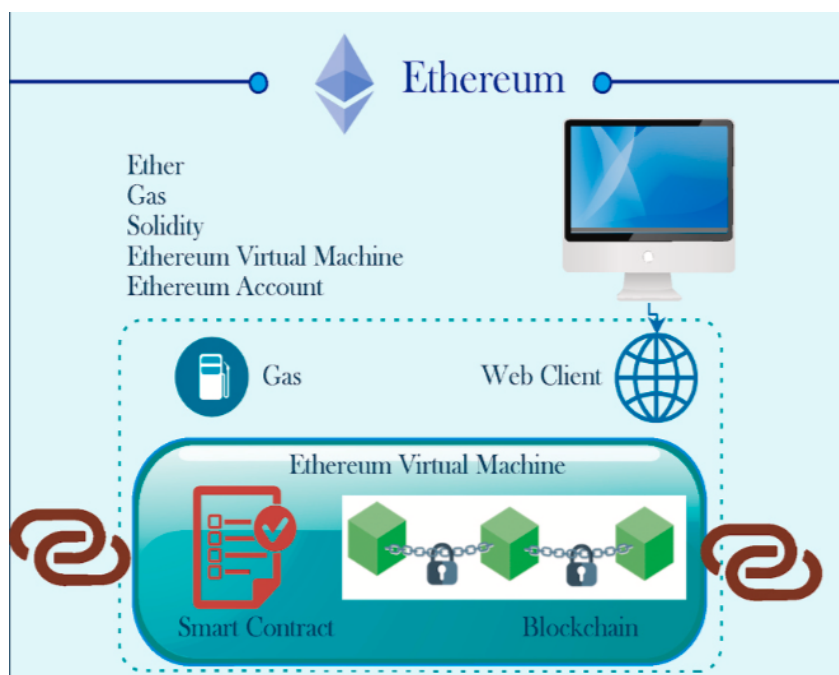 Ethereum
Ether
Gas
Solidity
Ethereum Virtual Machine
Ethereum Account
Gas
Web Client
Ethereum Virtual Machine
Smart Contract
Blockchain